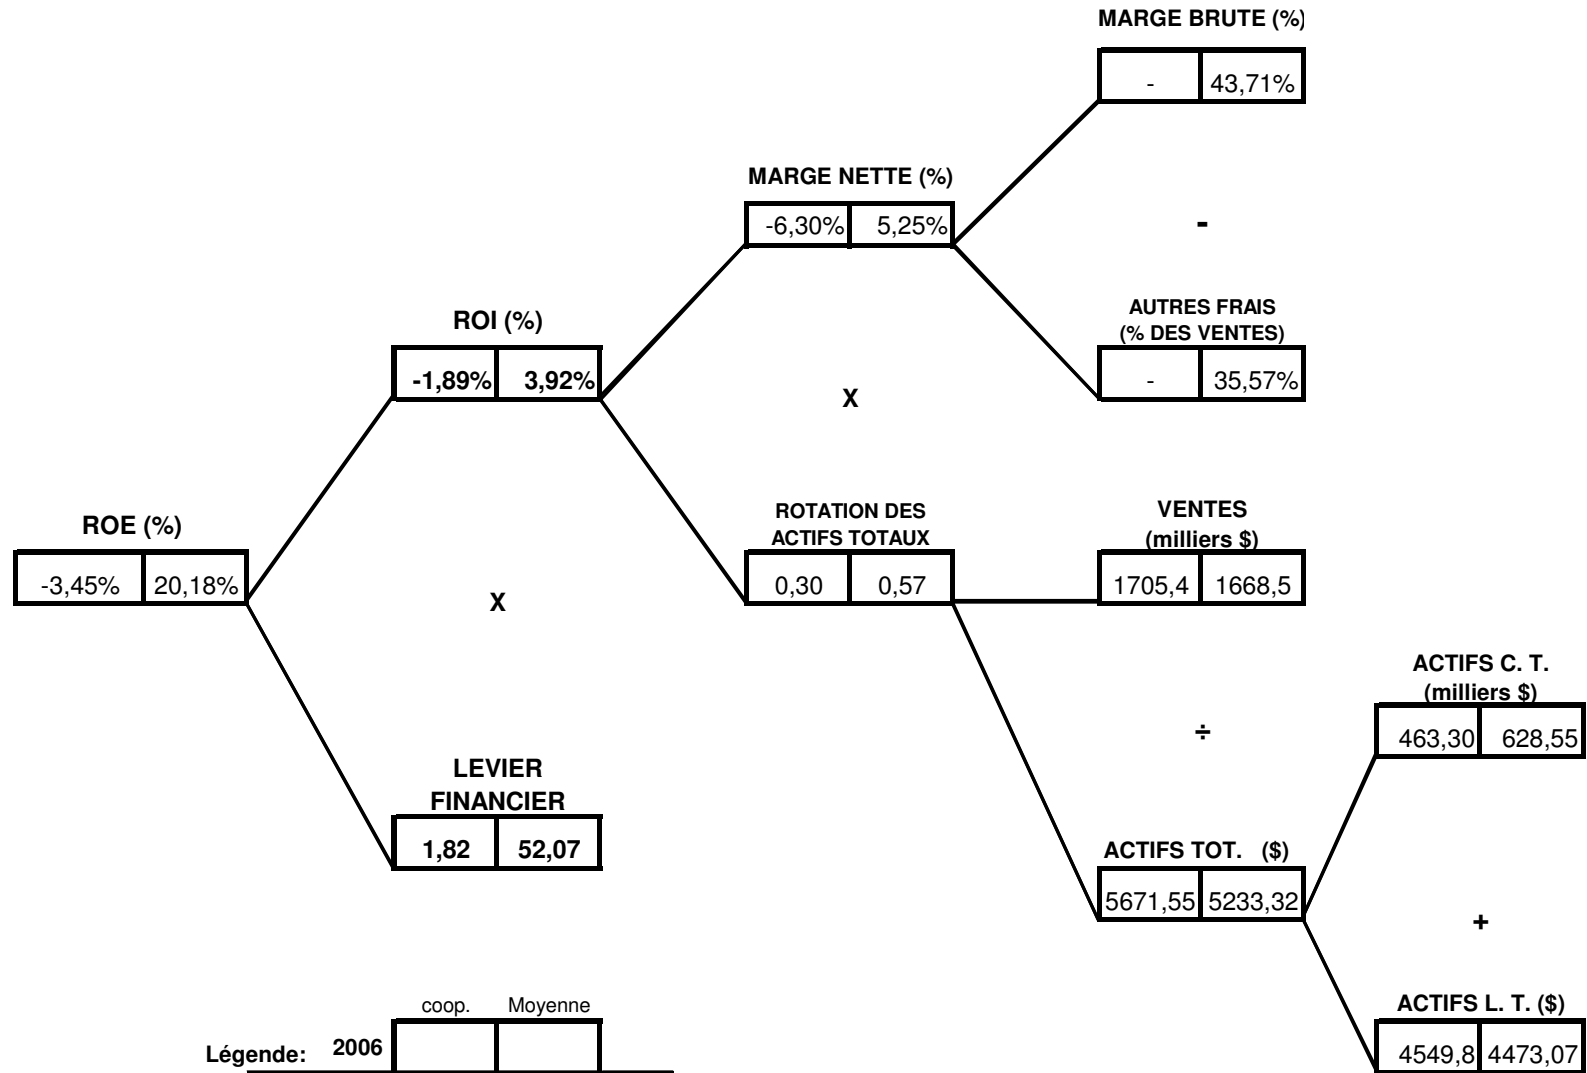 MARGE BRUTE (%)
- 43,71%
MARGE NETTE (%)
-6,30% 5,25%
-
AUTRES FRAIS
(% DES VENTES)
- 35,57%
ROI (%)
-1,89% 3,92%
X
ROTATION DES
ACTIFS TOTAUX
0,30 0,57
VENTES
(milliers $)
1705,4 1668,5
ROE (%)
-3,45% 20,18%
X
ACTIFS C. T.
(milliers $)
463,30 628,55
÷
LEVIER
FINANCIER
1,82 52,07
ACTIFS TOT. ($)
5671,55 5233,32
+
ACTIFS L. T. ($)
4549,8 4473,07
coop. Moyenne
Légende: 2006